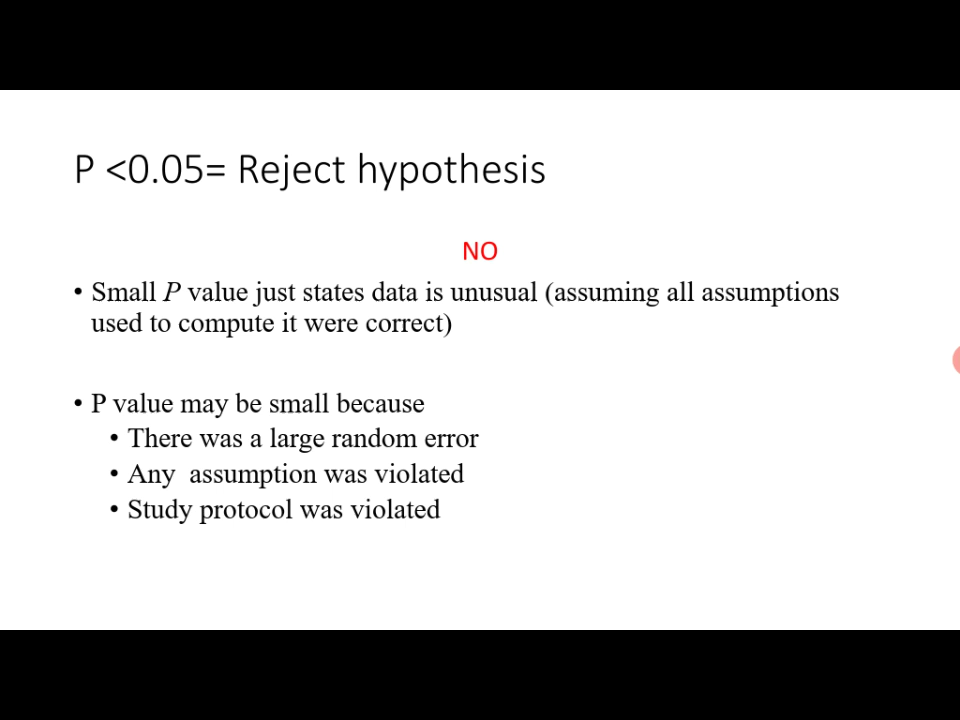 P <0.05= Reject hypothesis
NO
• Small P value just states data is unusual (assuming all assumptions
used to compute it were correct)
• P value may be small because
• There was a large random error
• Any  assumption was violated
• Study protocol was violated